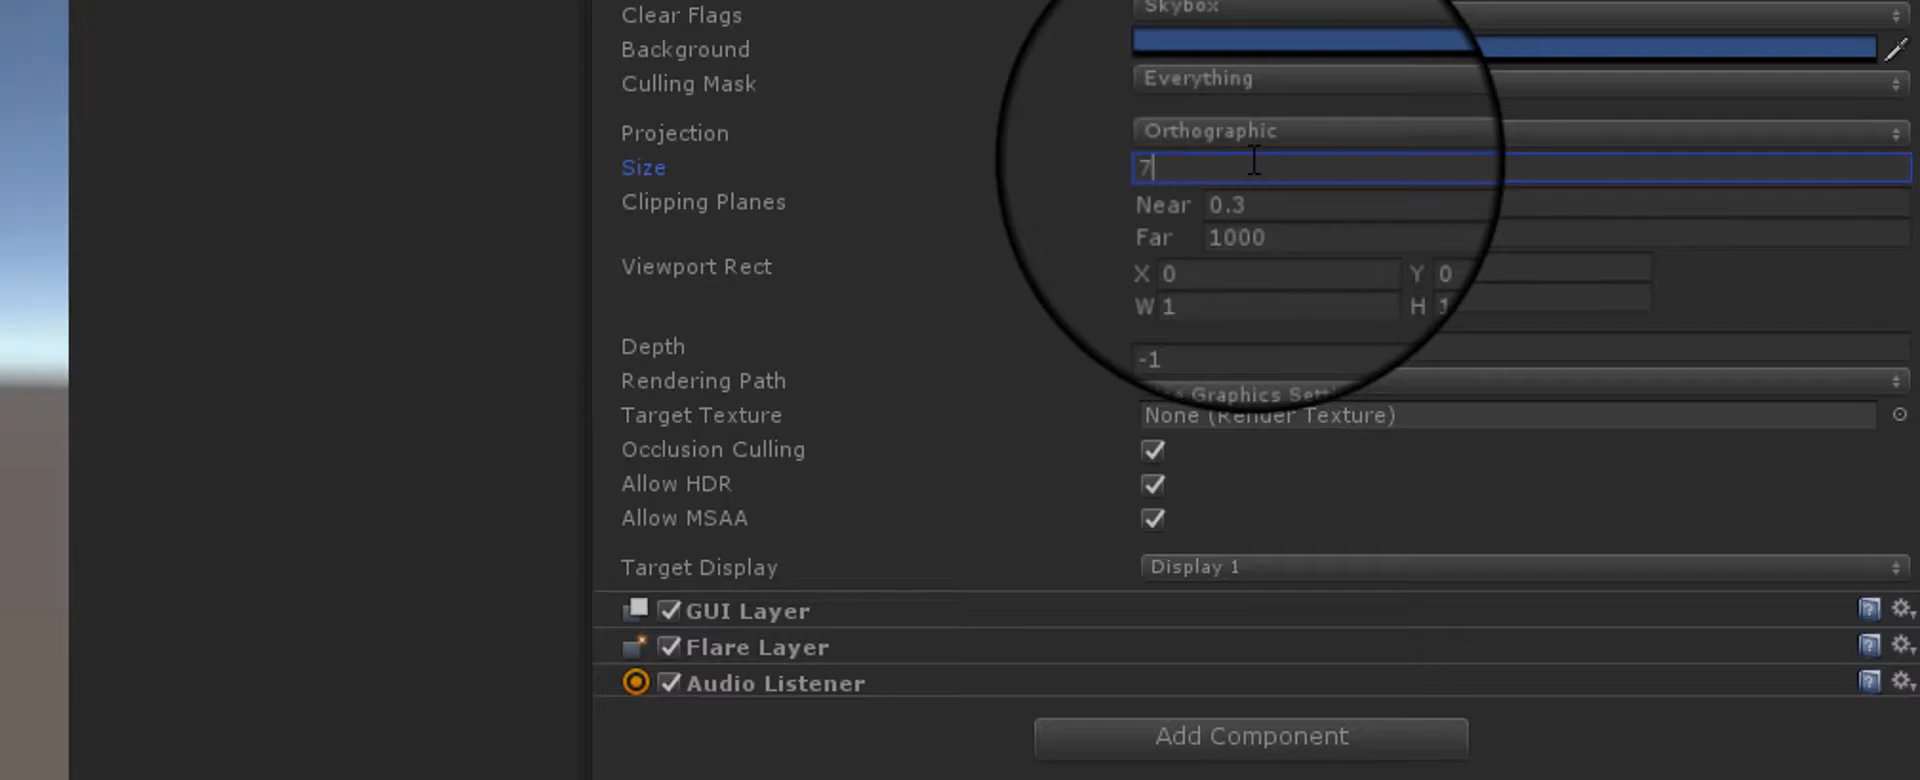 Clear Flags Skybox
Background
Culling Mask Everything
Projection Orthographic
Size 7
Clipping Planes Near 0.3
Far 1000
Viewport Rect X 0 Y 0
W 1 H 1
Depth -1
Rendering Path Graphics
Target Texture None (Render Texture)
Occlusion Culling
Allow HDR
Allow MSAA
Target Display Display 1
GUI Layer
Flare Layer
Audio Listener
Add Component